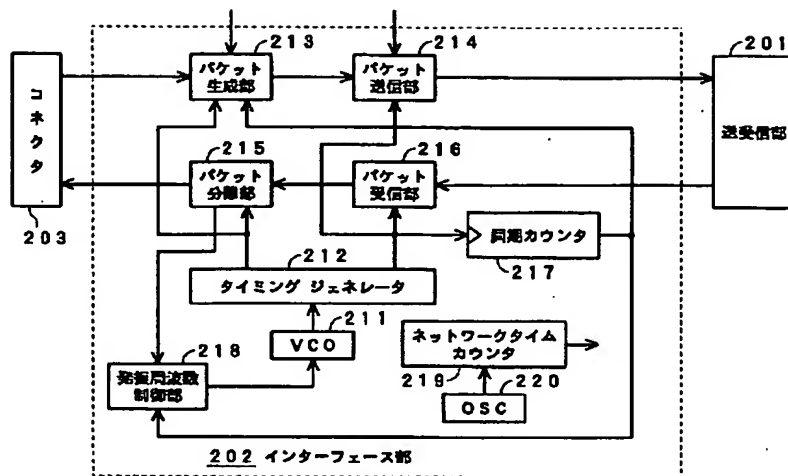 213
214
201
コネクタ
パケット
生成部
パケット
送信部
送受信部
215
216
パケット
分離部
パケット
受信部
203
212
同期カウンタ
217
タイミング ジェネレータ
211
VCO
218
ネットワークタイム
カウンタ
219
220
発振周波数
制御部
OSC
202 インターフェース部